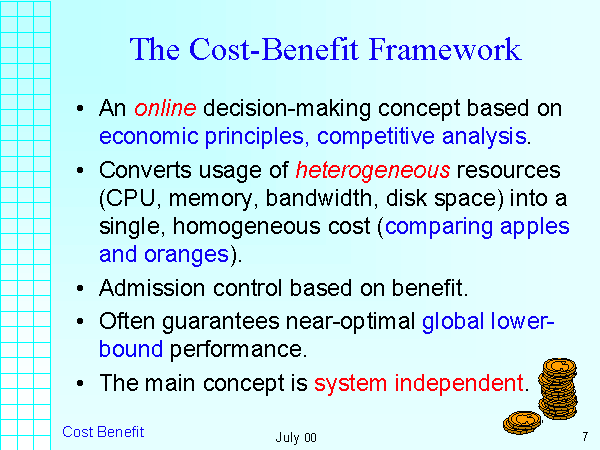 The Cost-Benefit Framework
• An online decision-making concept based on
economic principles, competitive analysis.
• Converts usage of heterogeneous resources
(CPU, memory, bandwidth, disk space) into a
single, homogeneous cost (comparing apples
and oranges).
• Admission control based on benefit.
• Often guarantees near-optimal global lower-
bound performance.
• The main concept is system independent.
Cost Benefit
July 00
7